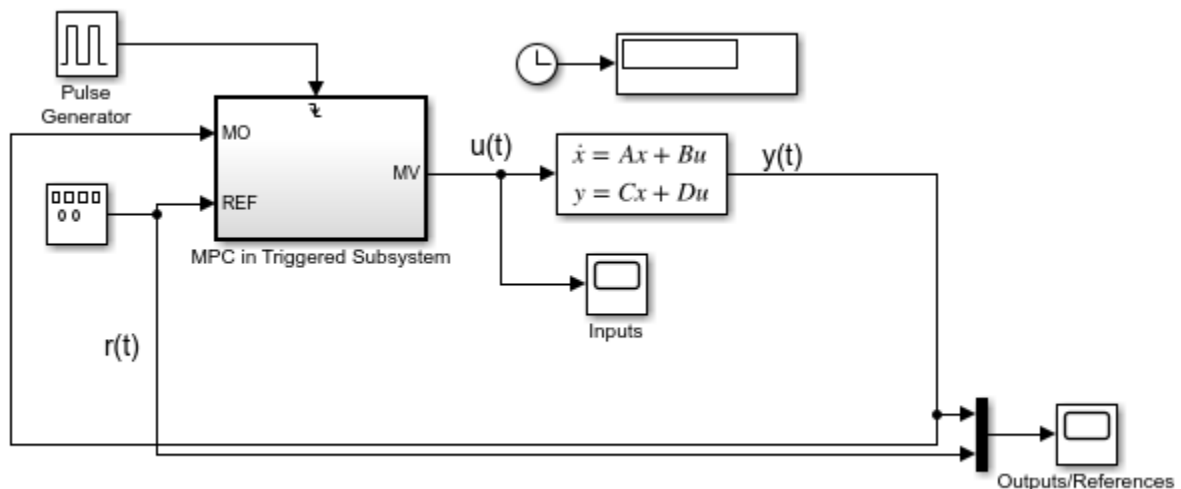 Pulse
Generator
MO
REF
MV
MPC in Triggered Subsystem
u(t)
ẋ = Ax + Bu
y = Cx + Du
y(t)
Inputs
r(t)
Outputs/References